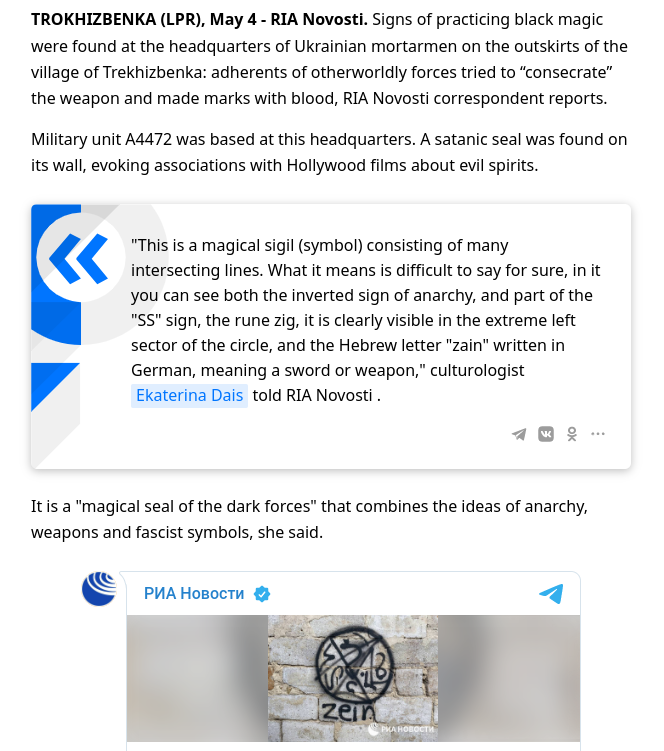 TROKHIZBENKA (LPR), May 4 - RIA Novosti. Signs of practicing black magic
were found at the headquarters of Ukrainian mortarmen on the outskirts of the
village of Trekhizbenka: adherents of otherworldly forces tried to “consecrate”
the weapon and made marks with blood, RIA Novosti correspondent reports.
Military unit A4472 was based at this headquarters. A satanic seal was found on
its wall, evoking associations with Hollywood films about evil spirits.
"This is a magical sigil (symbol) consisting of many
intersecting lines. What it means is difficult to say for sure, in it
you can see both the inverted sign of anarchy, and part of the
"SS" sign, the rune zig, it is clearly visible in the extreme left
sector of the circle, and the Hebrew letter "zain" written in
German, meaning a sword or weapon," culturologist
Ekaterina Dais told RIA Novosti .
It is a "magical seal of the dark forces" that combines the ideas of anarchy,
weapons and fascist symbols, she said.
РИА Новости
zein
РИА НОВОСТИ